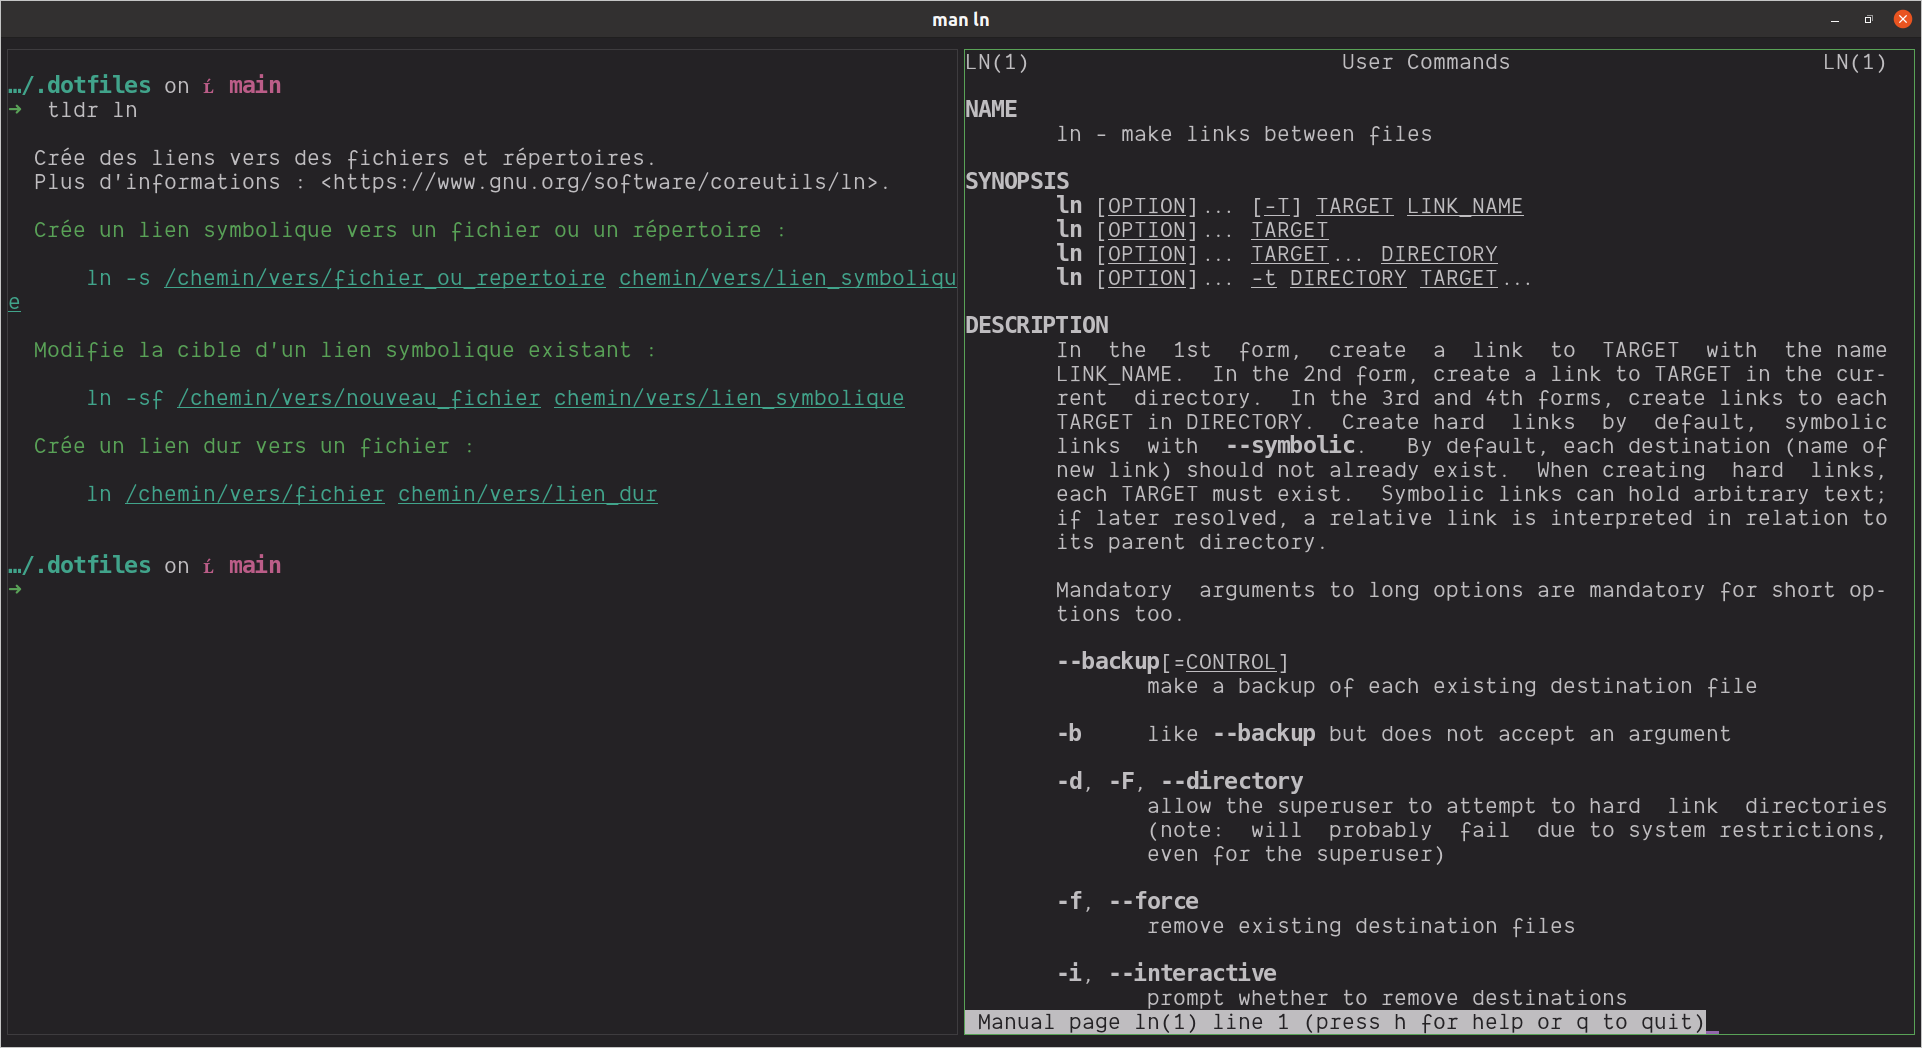 man ln
…/.dotfiles on main
➜ tldr ln
Crée des liens vers des fichiers et répertoires.
Plus d'informations : <https://www.gnu.org/software/coreutils/ln>.
Crée un lien symbolique vers un fichier ou un répertoire :
ln -s /chemin/vers/fichier_ou_repertoire chemin/vers/lien_symboliqu
e
Modifie la cible d'un lien symbolique existant :
ln -sf /chemin/vers/nouveau_fichier chemin/vers/lien_symbolique
Crée un lien dur vers un fichier :
ln /chemin/vers/fichier chemin/vers/lien_dur
…/.dotfiles on main
➜
LN(1) User Commands LN(1)
NAME
ln - make links between files
SYNOPSIS
ln [OPTION]... [-T] TARGET LINK_NAME
ln [OPTION]... TARGET
ln [OPTION]... TARGET... DIRECTORY
ln [OPTION]... -t DIRECTORY TARGET...
DESCRIPTION
In the 1st form, create a link to TARGET with the name
LINK_NAME. In the 2nd form, create a link to TARGET in the cur-
rent directory. In the 3rd and 4th forms, create links to each
TARGET in DIRECTORY. Create hard links by default, symbolic
links with --symbolic. By default, each destination (name of
new link) should not already exist. When creating hard links,
each TARGET must exist. Symbolic links can hold arbitrary text;
if later resolved, a relative link is interpreted in relation to
its parent directory.
Mandatory arguments to long options are mandatory for short op-
tions too.
--backup[=CONTROL]
make a backup of each existing destination file
-b like --backup but does not accept an argument
-d, -F, --directory
allow the superuser to attempt to hard link directories
(note: will probably fail due to system restrictions,
even for the superuser)
-f, --force
remove existing destination files
-i, --interactive
prompt whether to remove destinations
Manual page ln(1) line 1 (press h for help or q to quit)